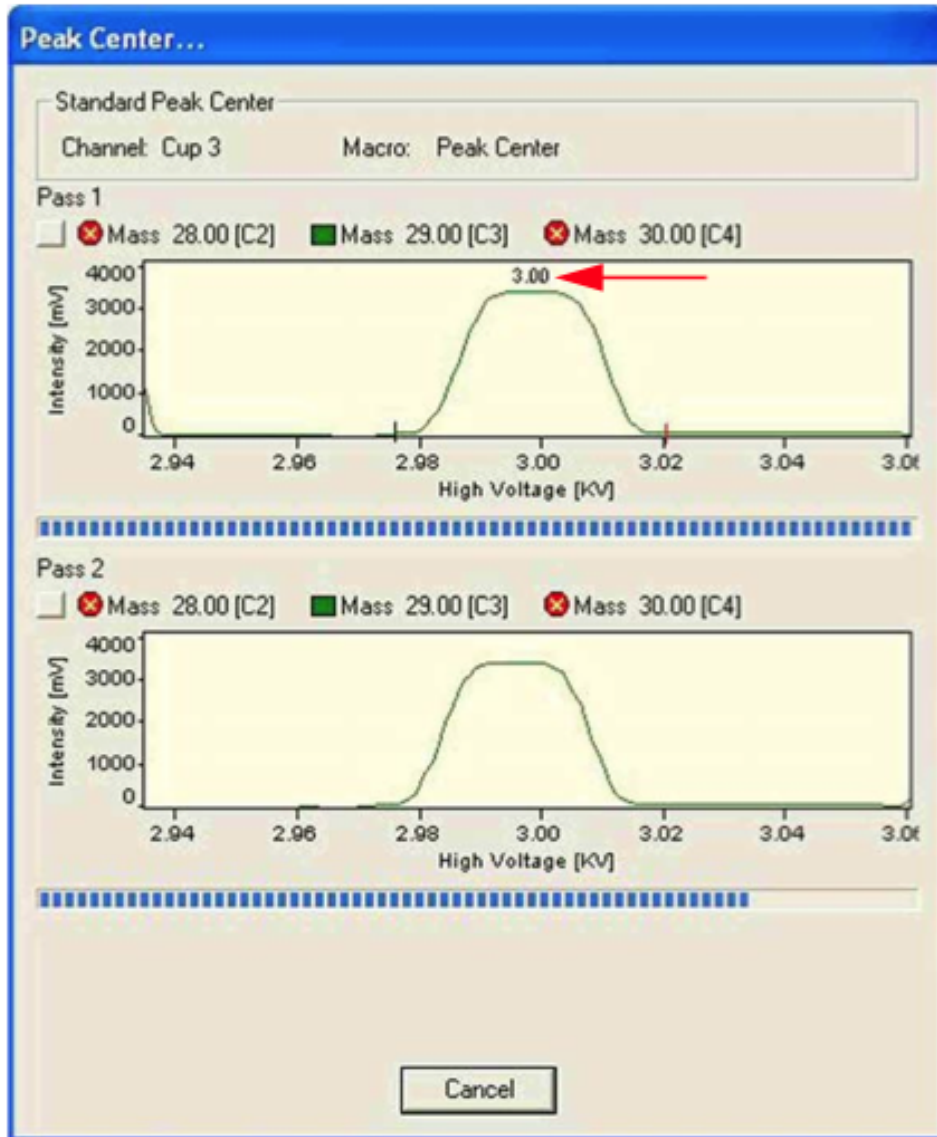 Peak Center...
Standard Peak Center
Channel: Cup 3 Macro: Peak Center
Pass 1
Mass 28.00 [C2] Mass 29.00 [C3] Mass 30.00 [C4]
3.00
4000
3000
2000
1000
0
Intensity [mV]
2.94 2.96 2.98 3.00 3.02 3.04 3.06
High Voltage [KV]
Pass 2
Mass 28.00 [C2] Mass 29.00 [C3] Mass 30.00 [C4]
4000
3000
2000
1000
0
Intensity [mV]
2.94 2.96 2.98 3.00 3.02 3.04 3.06
High Voltage [KV]
Cancel